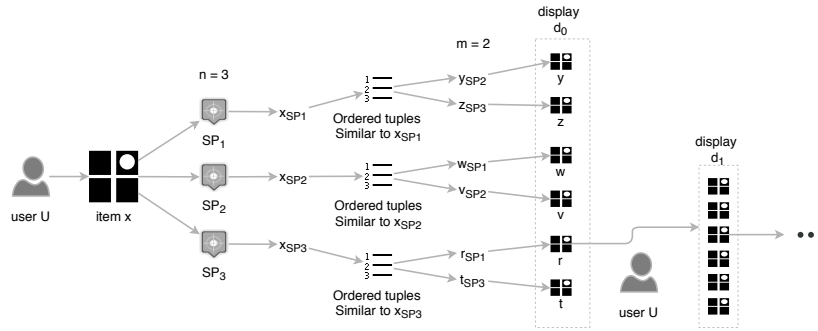 display
d0
m = 2
n = 3
1
2
3
ySP2
y
xSP1
zSP3
z
Ordered tuples
Similar to xSP1
SP1
display
d1
wSP1
w
1
2
3
xSP2
vSP2
v
SP2
user U
item x
Ordered tuples
Similar to xSP2
xSP3
rSP1
r
1
2
3
SP3
tSP3
t
Ordered tuples
Similar to xSP3
user U